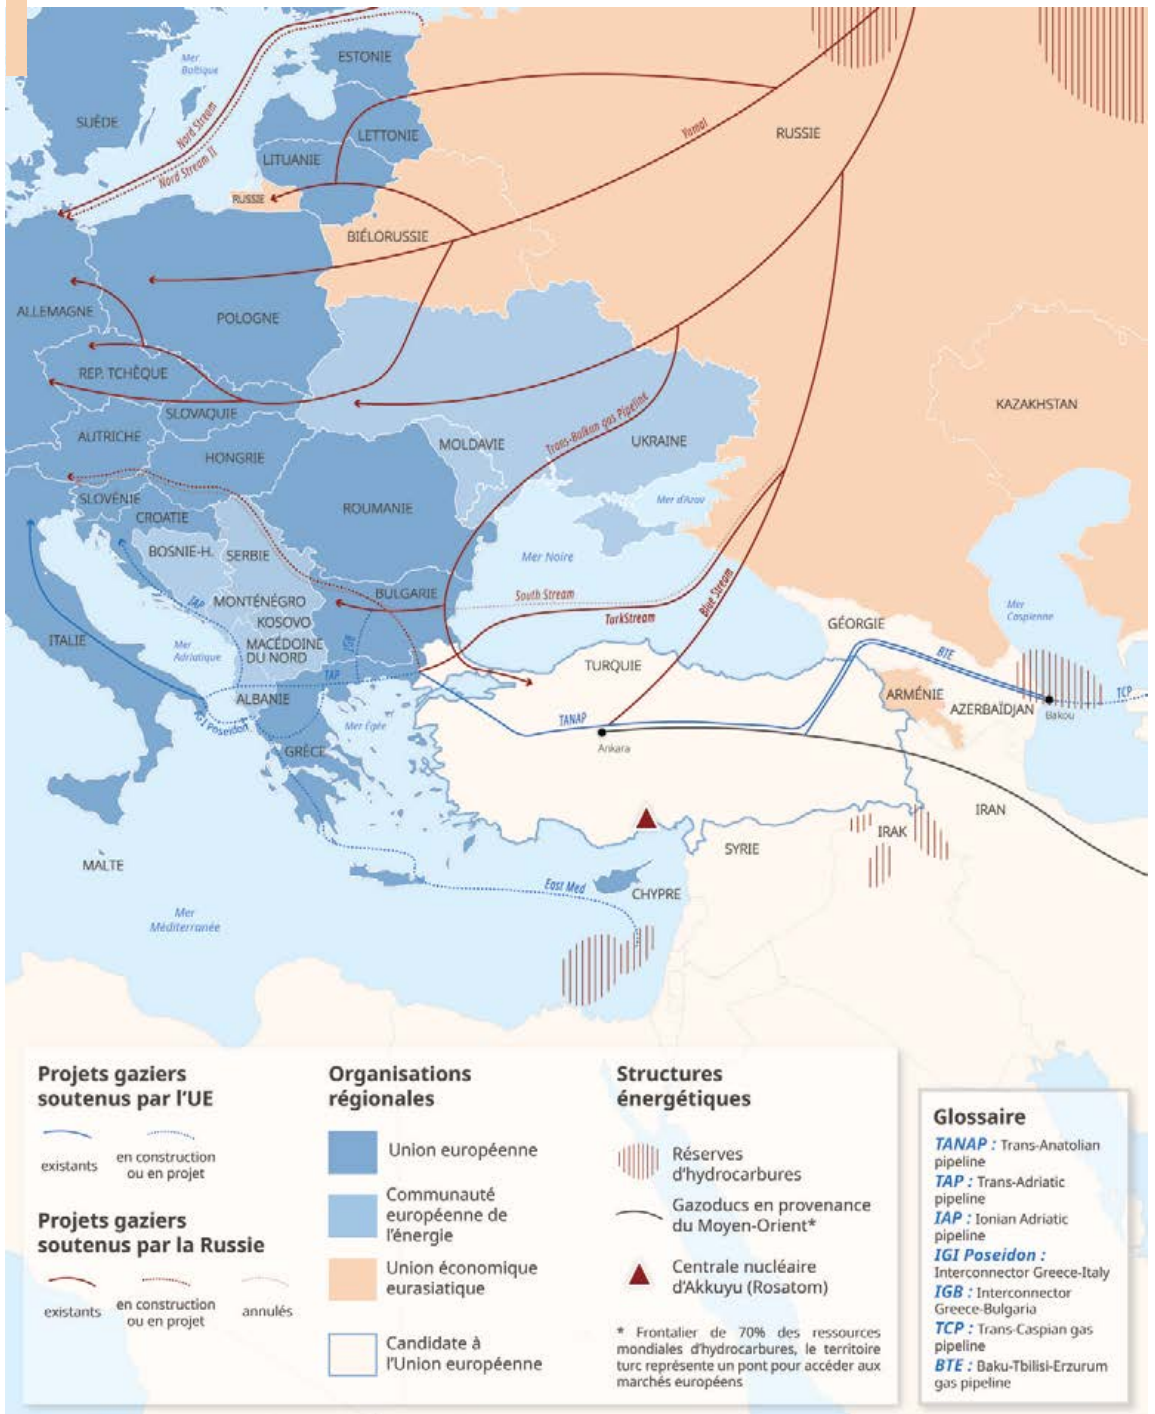 ESTONIE
Mer
Baltique
SUÈDE
Nord Stream
Nord Stream II
LETTONIE
LITUANIE
RUSSIE
Yamal
RUSSIE
BIÉLORUSSIE
ALLEMAGNE
POLOGNE
REP. TCHÈQUE
SLOVAQUIE
KAZAKHSTAN
AUTRICHE
HONGRIE
MOLDAVIE
Trans-Balkan gas Pipeline
UKRAINE
SLOVÉNIE
CROATIE
ROUMANIE
Mer d'Azov
BOSNIE-H.
SERBIE
Mer Noire
IAP
MONTÉNÉGRO
BULGARIE
South Stream
TurkStream
Blue Stream
KOSOVO
GÉORGIE
Mer
Caspienne
ITALIE
Mer
Adriatique
MACÉDOINE
DU NORD
IGB
TAP
TURQUIE
BTE
ALBANIE
ARMÉNIE
AZERBAÏDJAN
Bakou
TCP
IGI Poseidon
Mer Égée
TANAP
Ankara
GRÈCE
IRAN
IRAK
SYRIE
MALTE
East Med
CHYPRE
Mer
Méditerranée
Projets gaziers
soutenus par l'UE
existants
en construction
ou en projet
Projets gaziers
soutenus par la Russie
existants
en construction
ou en projet
annulés
Organisations
régionales
Union européenne
Communauté
européenne de
l'énergie
Union économique
eurasiatique
Candidate à
l'Union européenne
Structures
énergétiques
Réserves
d'hydrocarbures
Gazoducs en provenance
du Moyen-Orient*
Centrale nucléaire
d'Akkuyu (Rosatom)
* Frontalier de 70% des ressources
mondiales d'hydrocarbures, le territoire
turc représente un pont pour accéder aux
marchés européens
Glossaire
TANAP : Trans-Anatolian
pipeline
TAP : Trans-Adriatic
pipeline
IAP : Ionian Adriatic
pipeline
IGI Poseidon :
Interconnector Greece-Italy
IGB : Interconnector
Greece-Bulgaria
TCP : Trans-Caspian gas
pipeline
BTE : Baku-Tbilisi-Erzurum
gas pipeline